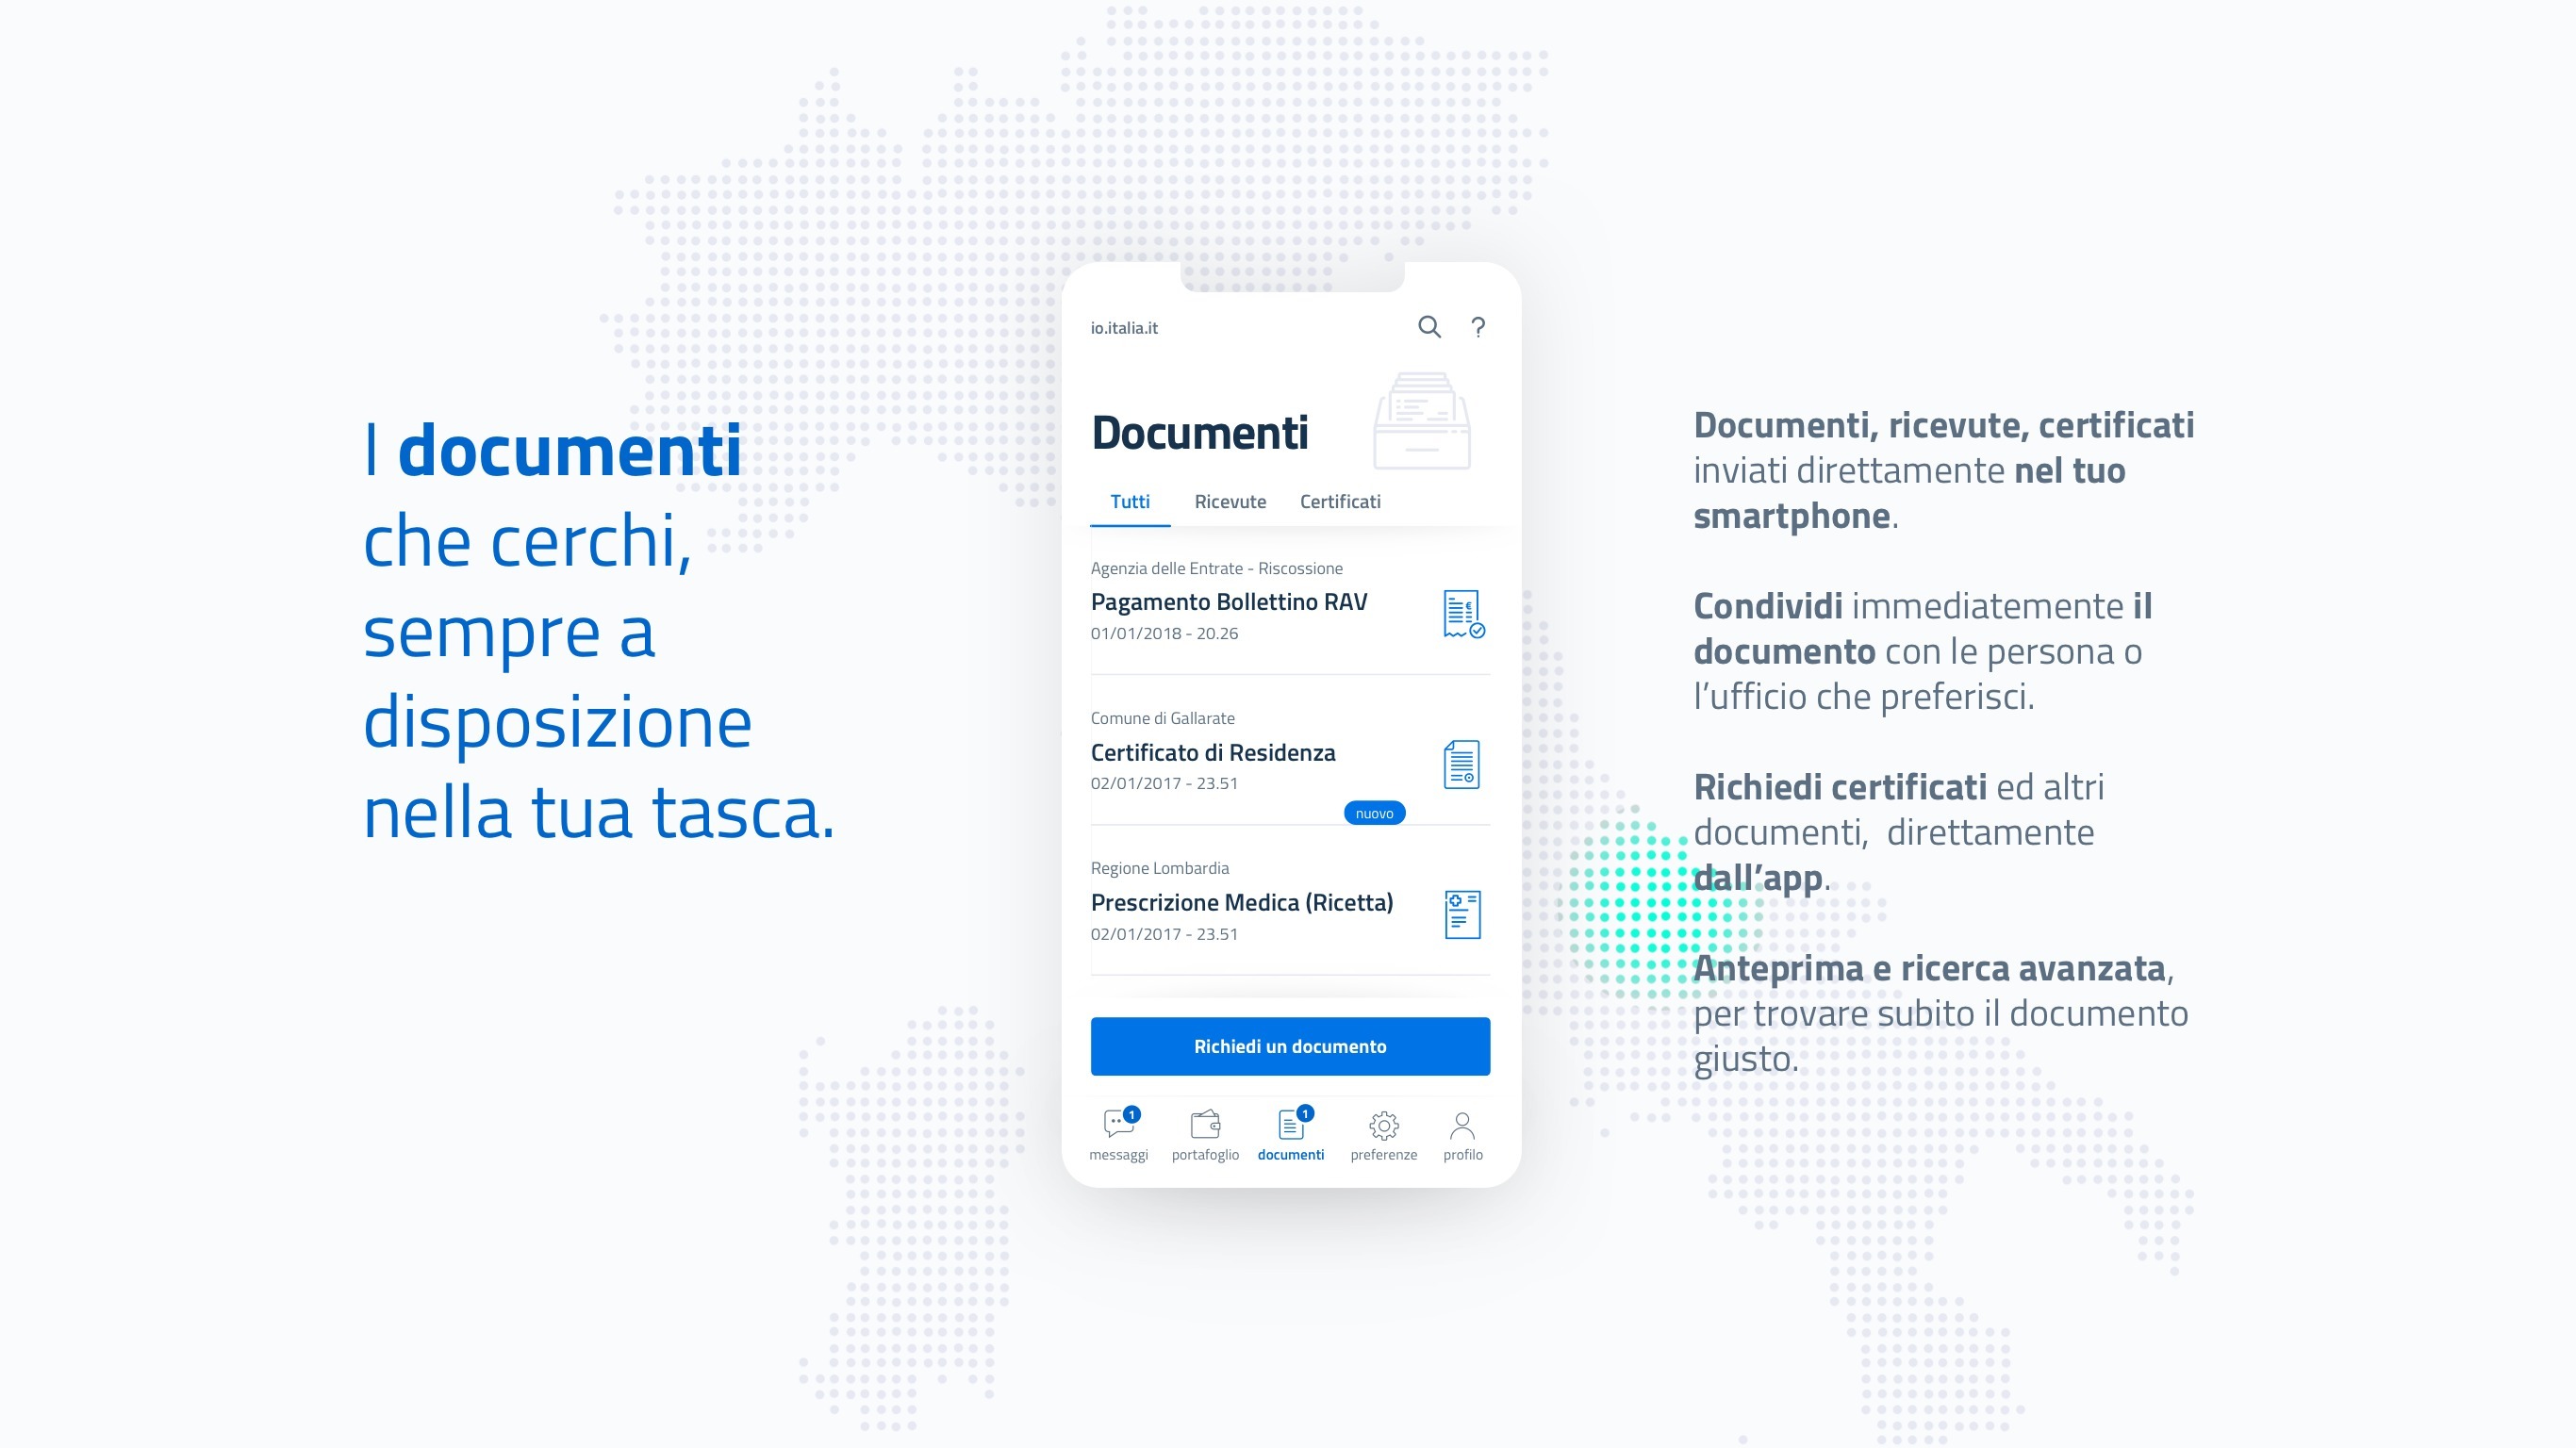 I documenti
che cerchi,
sempre a
disposizione
nella tua tasca.
io.italia.it
?
Documenti
Tutti Ricevute Certificati
Agenzia delle Entrate - Riscossione
Pagamento Bollettino RAV
01/01/2018 - 20.26
Comune di Gallarate
Certificato di Residenza
02/01/2017 - 23.51
nuovo
Regione Lombardia
Prescrizione Medica (Ricetta)
02/01/2017 - 23.51
Richiedi un documento
1 1
messaggi portafoglio documenti preferenze profilo
Documenti, ricevute, certificati
inviati direttamente nel tuo
smartphone.
Condividi immediatemente il
documento con le persona o
l’ufficio che preferisci.
Richiedi certificati ed altri
documenti,  direttamente
dall’app.
Anteprima e ricerca avanzata,
per trovare subito il documento
giusto.